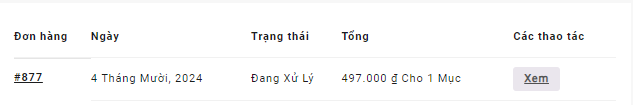 Đơn hàng Ngày Trạng thái Tổng Các thao tác
#877 4 Tháng Mười, 2024 Đang Xử Lý 497.000 ₫ Cho 1 Mục Xem